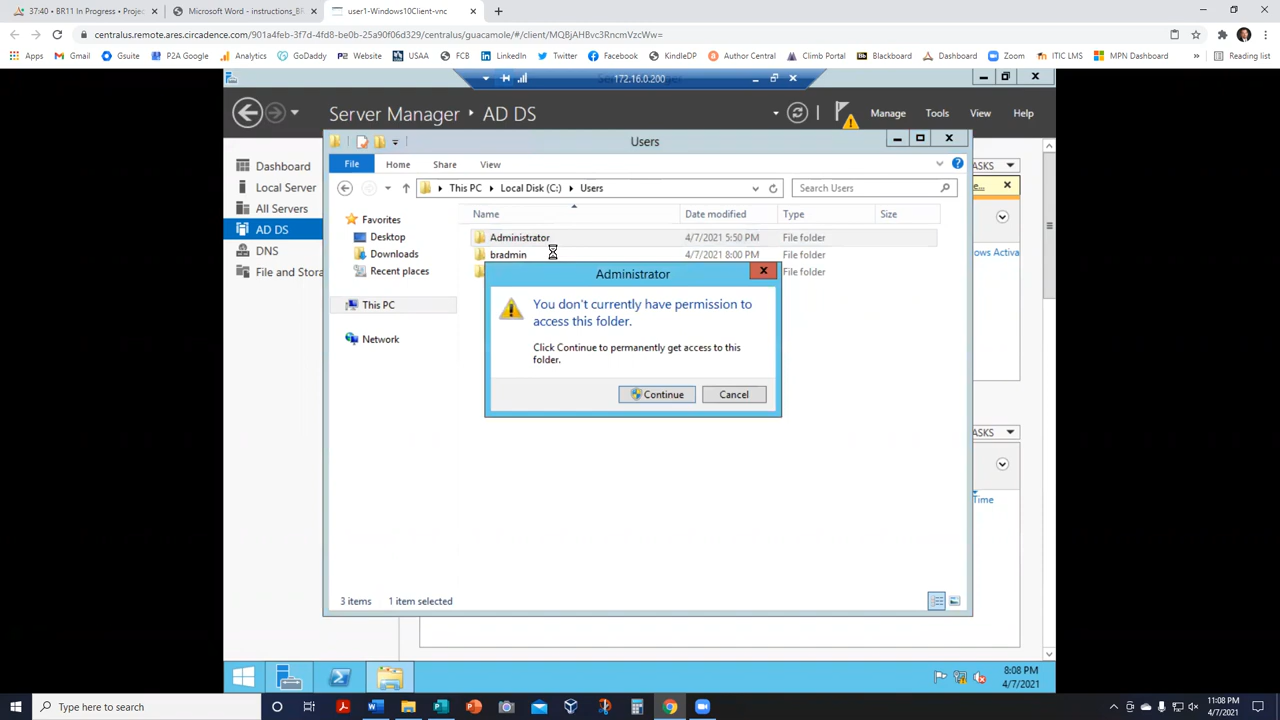 37:40 • BR11 In Progress • Projec
Microsoft Word - instructions_BR
user1-Windows10Client-vnc
centralus.remote.ares.circadence.com/901a4feb-3f7d-4fd8-be0b-25a90f06d329/centralus/guacamole/#/client/MQBjAHBvc3RncmVzcWw=
Apps
Gmail
Gsuite
P2A Google
Analytics
GoDaddy
Website
USAA
FCB
LinkedIn
Twitter
Facebook
KindleDP
Author Central
Climb Portal
Blackboard
Dashboard
Zoom
ITIC LMS
MPN Dashboard
Reading list
172.16.0.200
Server Manager
AD DS
Manage
Tools
View
Help
Users
File
Home
Share
View
This PC
Local Disk (C:)
Users
Search Users
Dashboard
Local Server
All Servers
AD DS
DNS
File and Stora
Favorites
Desktop
Downloads
Recent places
This PC
Network
Name
Date modified
Type
Size
Administrator
4/7/2021 5:50 PM
File folder
bradmin
4/7/2021 8:00 PM
File folder
File folder
ASKS
e...
ows Activa
ASKS
Time
Administrator
You don't currently have permission to
access this folder.
Click Continue to permanently get access to this
folder.
Continue
Cancel
3 items
1 item selected
8:08 PM
4/7/2021
Type here to search
11:08 PM
4/7/2021